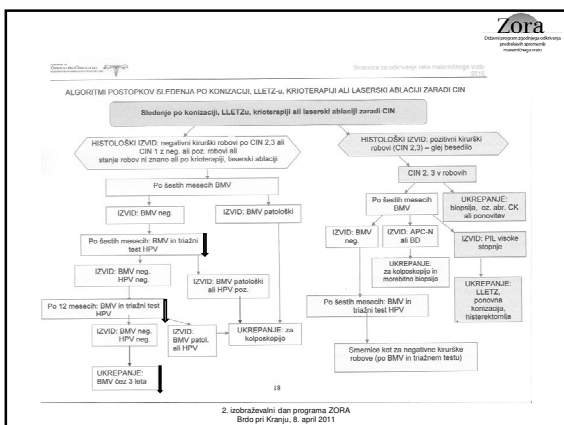 Zora
Državni program zgodnjega odkrivanja
predrakavih sprememb
materničnega vratu
Smernice za odkrivanje raka materničnega vratu
2010
ALGORITMI POSTOPKOV SLEDENJA PO KONIZACIJI, LLETZ-u, KRIOTERAPIJI ALI LASERSKI ABLACIJI ZARADI CIN
Sledenje po konizaciji, LLETZu, krioterapiji ali laserski ablaciji zaradi CIN
HISTOLOŠKI IZVID: negativni kirurški
robovi po CIN 2,3 ali
CIN 1 z neg. ali poz. robovi ali
stanje robov ni znano ali po krioterapiji, laserski ablaciji
HISTOLOŠKI IZVID: pozitivni kirurški
robovi (CIN 2,3) – glej besedilo
CIN 2, 3 v robovih
Po šestih mesecih BMV
Po šestih mesecih
BMV
UKREPANJE:
biopsija, oz. abr. CK
ali ponovitev
IZVID: BMV neg.
IZVID: BMV patološki
IZVID: BMV
neg.
IZVID: APC-N
ali BD
IZVID: PIL visoke
stopnje
Po šestih mesecih: BMV in triažni
test HPV
UKREPANJE:
za kolposkopijo in
morebitno biopsijo
IZVID: BMV neg.
HPV neg.
IZVID: BMV patološki
ali HPV poz.
UKREPANJE:
LLETZ,
ponovna
konizacija,
histerektomija
Po 12 mesecih: BMV in triažni test
HPV
Po šestih mesecih: BMV in
triažni test HPV
IZVID: BMV neg.
HPV neg.
IZVID:
BMV patol.
ali HPV
UKREPANJE: za
kolposkopijo
Smernice kot za negativne kirurške
robove (po BMV in triažnem testu)
UKREPANJE:
BMV čez 3 leta
18
2. izobraževalni dan programa ZORA
Brdo pri Kranju, 8. april 2011